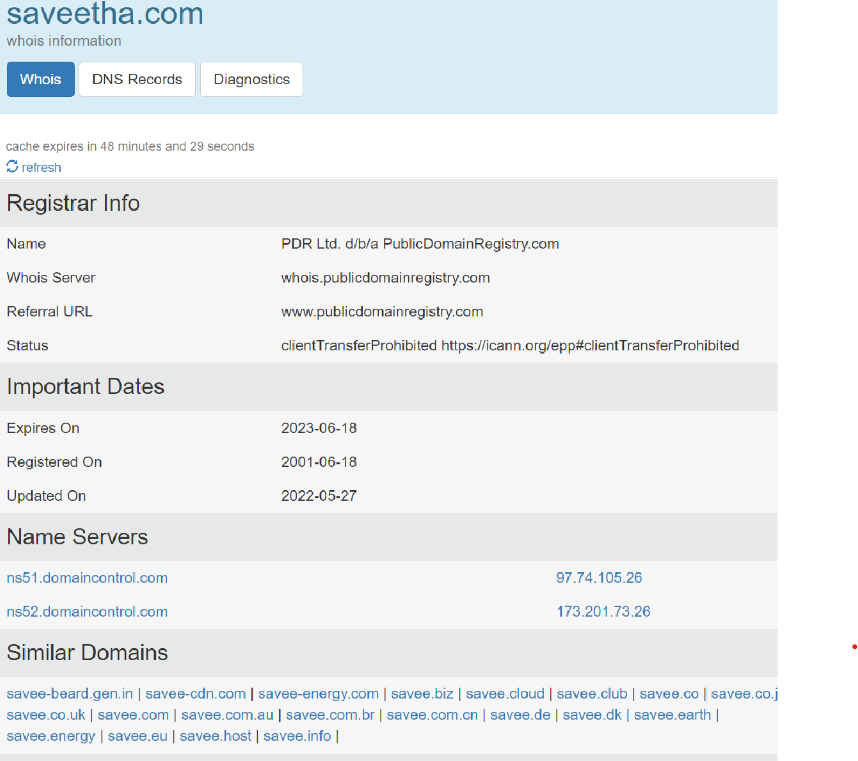 saveetha.com
whois information
Whois DNS Records Diagnostics
cache expires in 48 minutes and 29 seconds
refresh
Registrar Info
Name PDR Ltd. d/b/a PublicDomainRegistry.com
Whois Server whois.publicdomainregistry.com
Referral URL www.publicdomainregistry.com
Status clientTransferProhibited https://icann.org/epp#clientTransferProhibited
Important Dates
Expires On 2023-06-18
Registered On 2001-06-18
Updated On 2022-05-27
Name Servers
ns51.domaincontrol.com 97.74.105.26
ns52.domaincontrol.com 173.201.73.26
Similar Domains
savee-beard.gen.in | savee-cdn.com | savee-energy.com | savee.biz | savee.cloud | savee.club | savee.co | savee.co.j
savee.co.uk | savee.com | savee.com.au | savee.com.br | savee.com.cn | savee.de | savee.dk | savee.earth |
savee.energy | savee.eu | savee.host | savee.info |